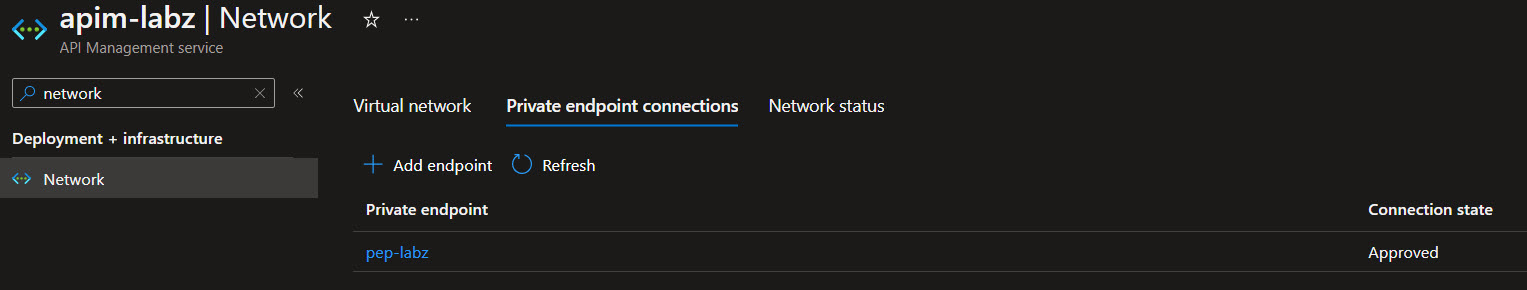 apim-labz | Network
API Management service
network
Deployment + infrastructure
Network
Virtual network Private endpoint connections Network status
Add endpoint Refresh
Private endpoint Connection state
pep-labz Approved